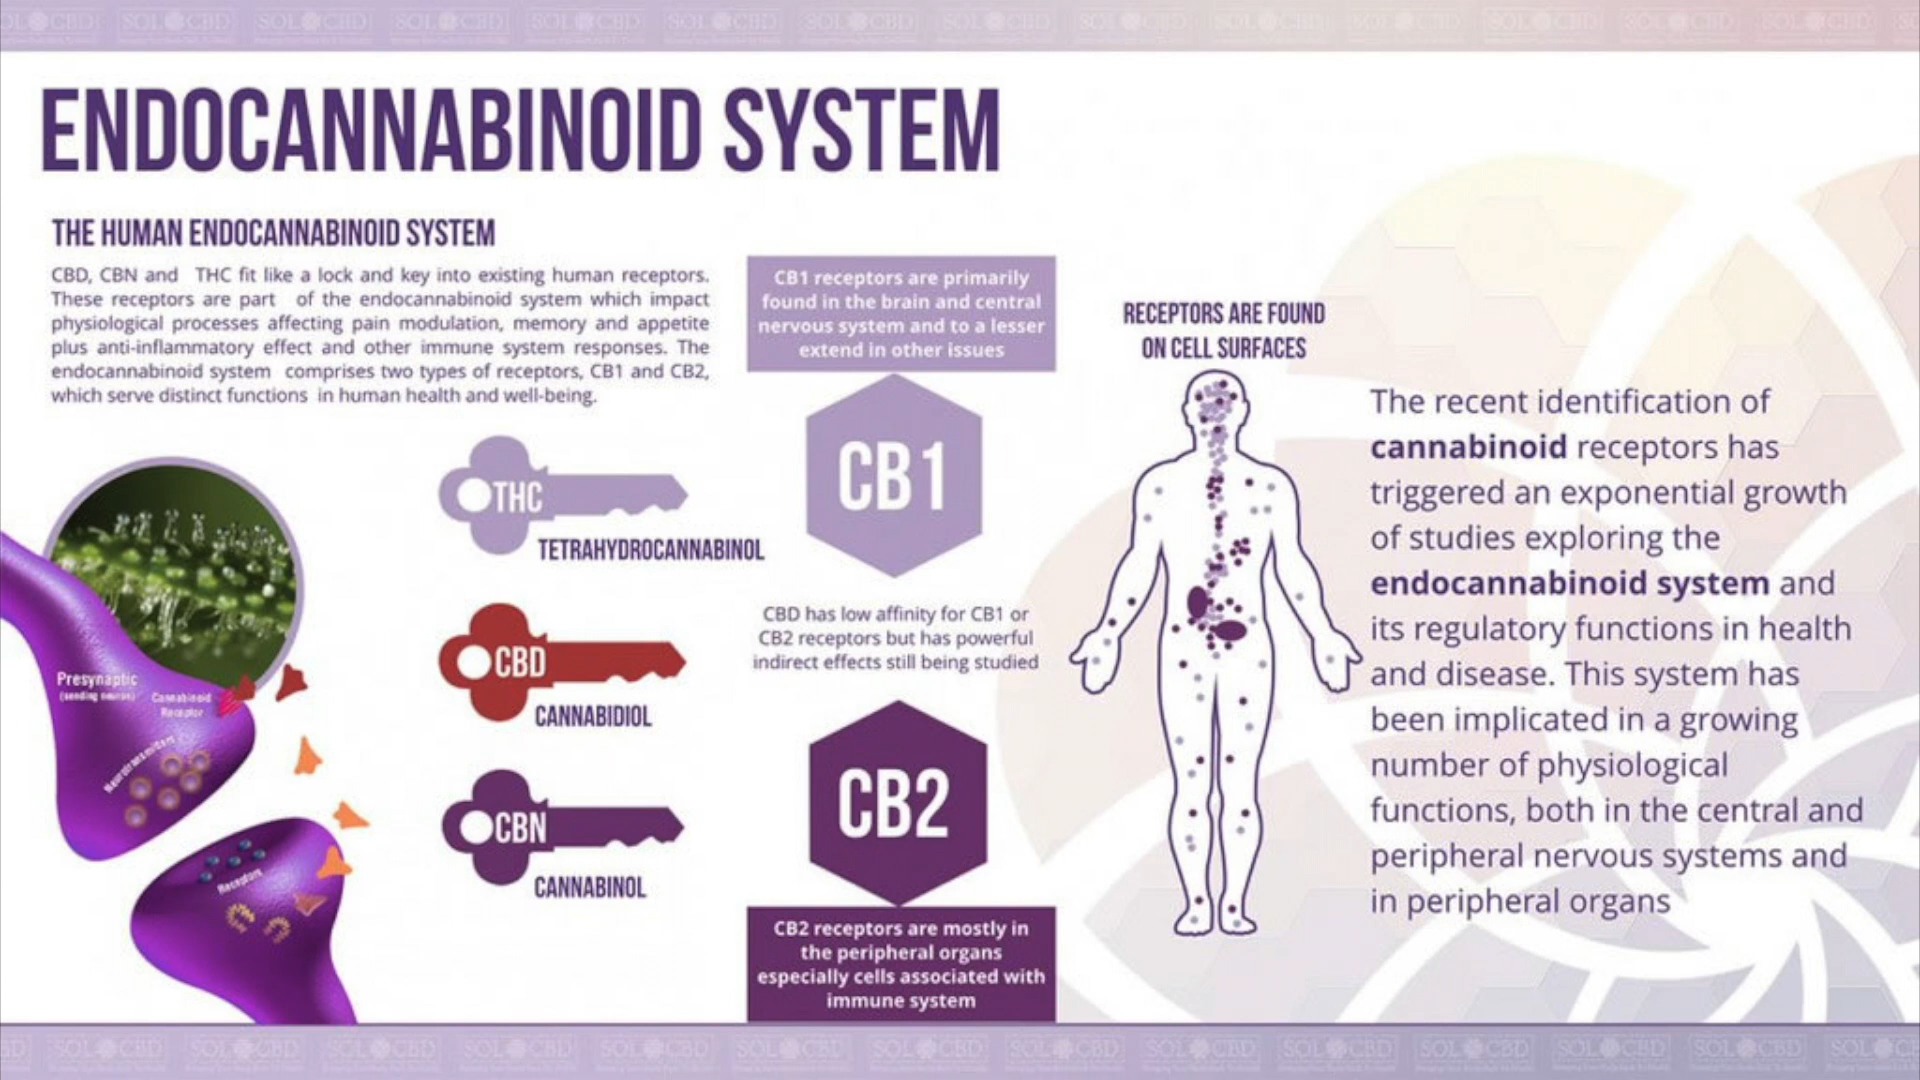 ENDOCANNABINOID SYSTEM
THE HUMAN ENDOCANNABINOID SYSTEM
CBD, CBN and THC fit like a lock and key into existing human receptors.
These receptors are part of the endocannabinoid system which impact
physiological processes affecting pain modulation, memory and appetite
plus anti-inflammatory effect and other immune system responses. The
endocannabinoid system comprises two types of receptors, CB1 and CB2,
which serve distinct functions in human health and well-being.
Presynaptic
(sending neuron)
Cannabinoid
Receptor
Neurotransmitters
Receptors
THC
TETRAHYDROCANNABINOL
CBD
CANNABIDIOL
CBN
CANNABINOL
CB1 receptors are primarily
found in the brain and central
nervous system and to a lesser
extend in other issues
CB1
CBD has low affinity for CB1 or
CB2 receptors but has powerful
indirect effects still being studied
CB2
CB2 receptors are mostly in
the peripheral organs
especially cells associated with
immune system
RECEPTORS ARE FOUND
ON CELL SURFACES
The recent identification of
cannabinoid receptors has
triggered an exponential growth
of studies exploring the
endocannabinoid system and
its regulatory functions in health
and disease. This system has
been implicated in a growing
number of physiological
functions, both in the central and
peripheral nervous systems and
in peripheral organs
SOL CBD